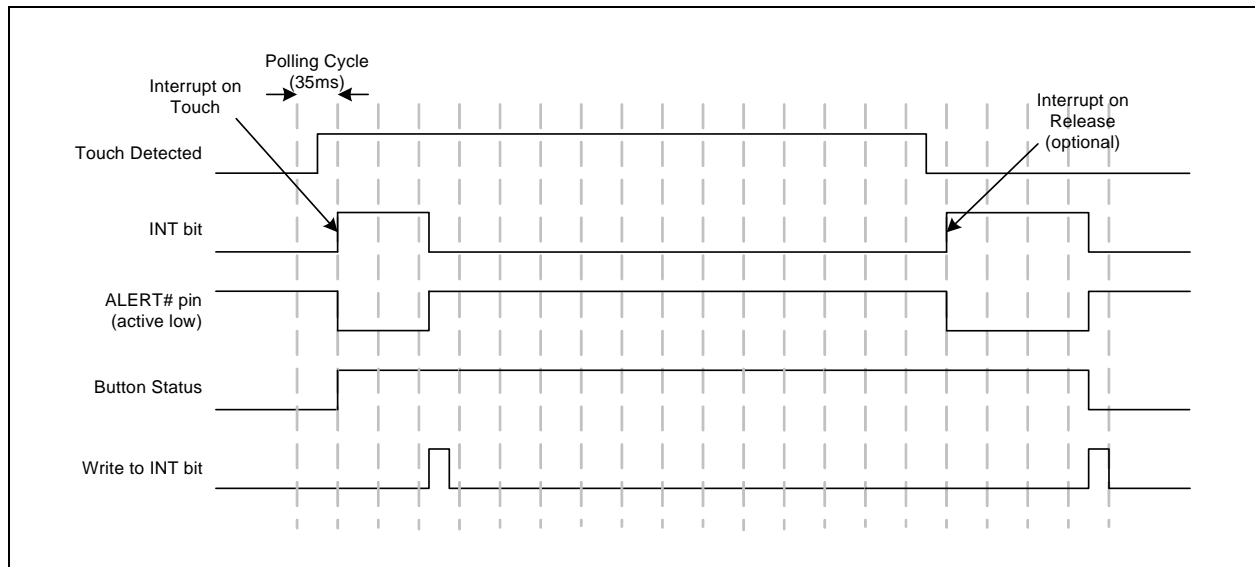 Polling Cycle
(35ms)
Interrupt on
Touch
Interrupt on
Release
(optional)
Touch Detected
INT bit
ALERT# pin
(active low)
Button Status
Write to INT bit